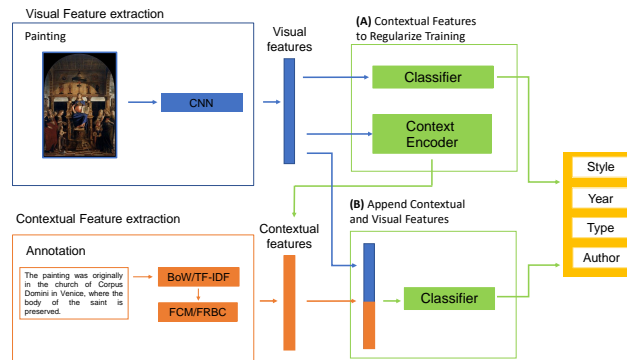 Visual Feature extraction
Painting
CNN
Visual
features
(A) Contextual Features
to Regularize Training
Classifier
Context
Encoder
Contextual Feature extraction
Annotation
The painting was originally
in the church of Corpus
Domini in Venice, where the
body of the saint is
preserved.
BoW/TF-IDF
FCM/FRBC
Contextual
features
(B) Append Contextual
and Visual Features
Classifier
Style
Year
Type
Author